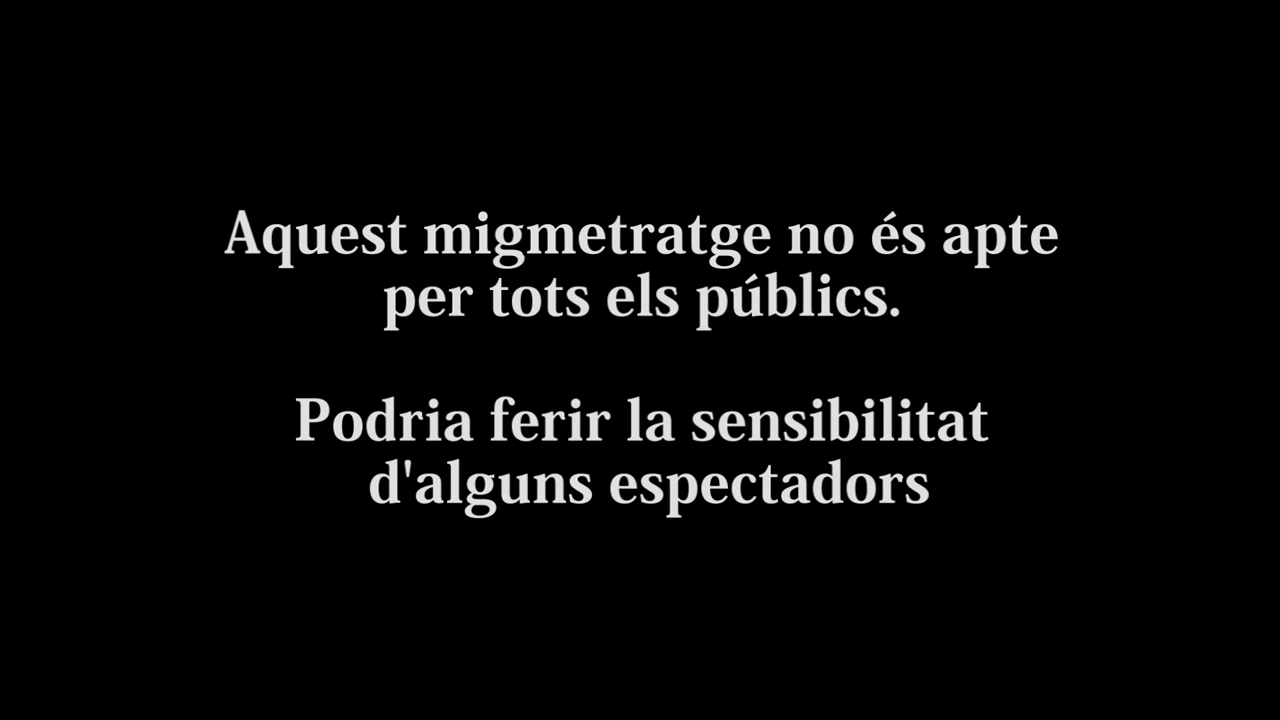 Aquest migmetratge no és apte
per tots els públics.
Podria ferir la sensibilitat
d'alguns espectadors